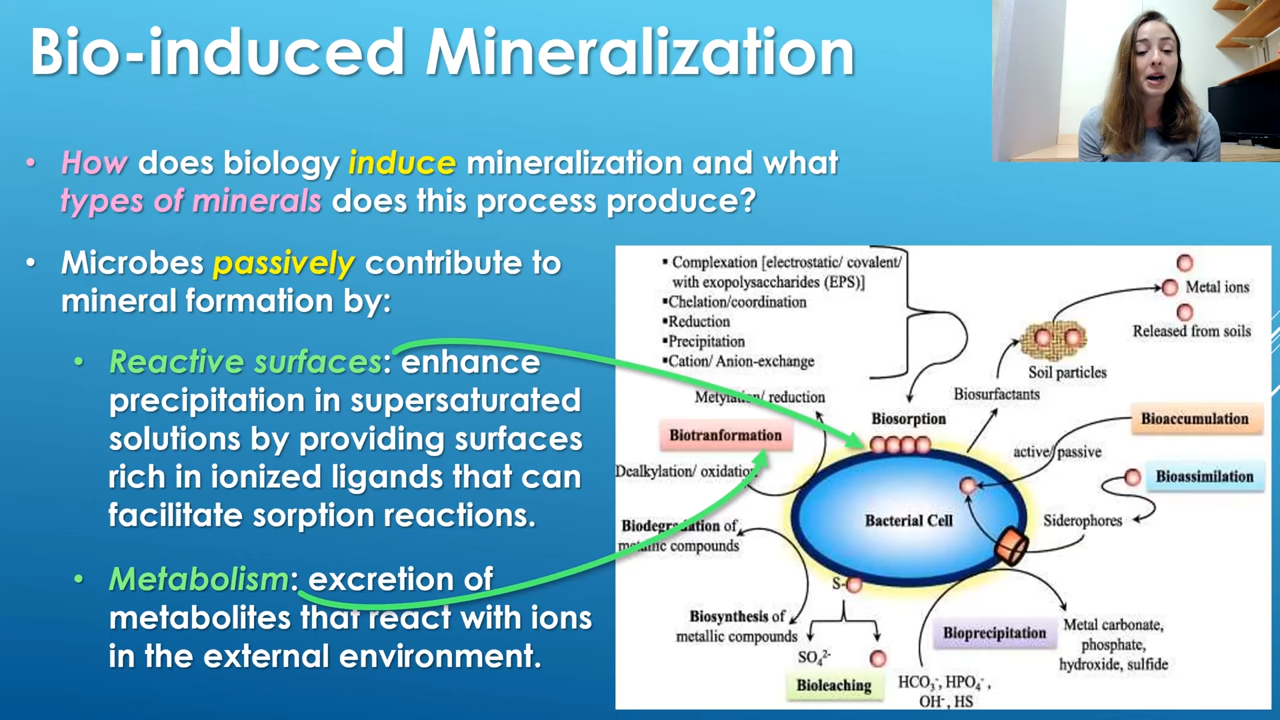 Bio-induced Mineralization
• How does biology induce mineralization and what
types of minerals does this process produce?
• Microbes passively contribute to
mineral formation by:
• Reactive surfaces: enhance
precipitation in supersaturated
solutions by providing surfaces
rich in ionized ligands that can
facilitate sorption reactions.
• Metabolism: excretion of
metabolites that react with ions
in the external environment.
▪ Complexation [electrostatic/ covalent/
with exopolysaccharides (EPS)]
▪Chelation/coordination
▪Reduction
▪Precipitation
▪Cation/ Anion-exchange
Metal ions
Released from soils
Soil particles
Biosurfactants
Metylation/ reduction
Biosorption
Bioaccumulation
Biotranformation
active/passive
Dealkylation/ oxidation
Bioassimilation
Bacterial Cell
Siderophores
Biodegradation of
metallic compounds
S-
Biosynthesis of
metallic compounds
Bioprecipitation
Metal carbonate,
phosphate,
hydroxide, sulfide
SO₄²⁻
Bioleaching
HCO₃⁻, HPO₄⁻,
OH⁻, HS